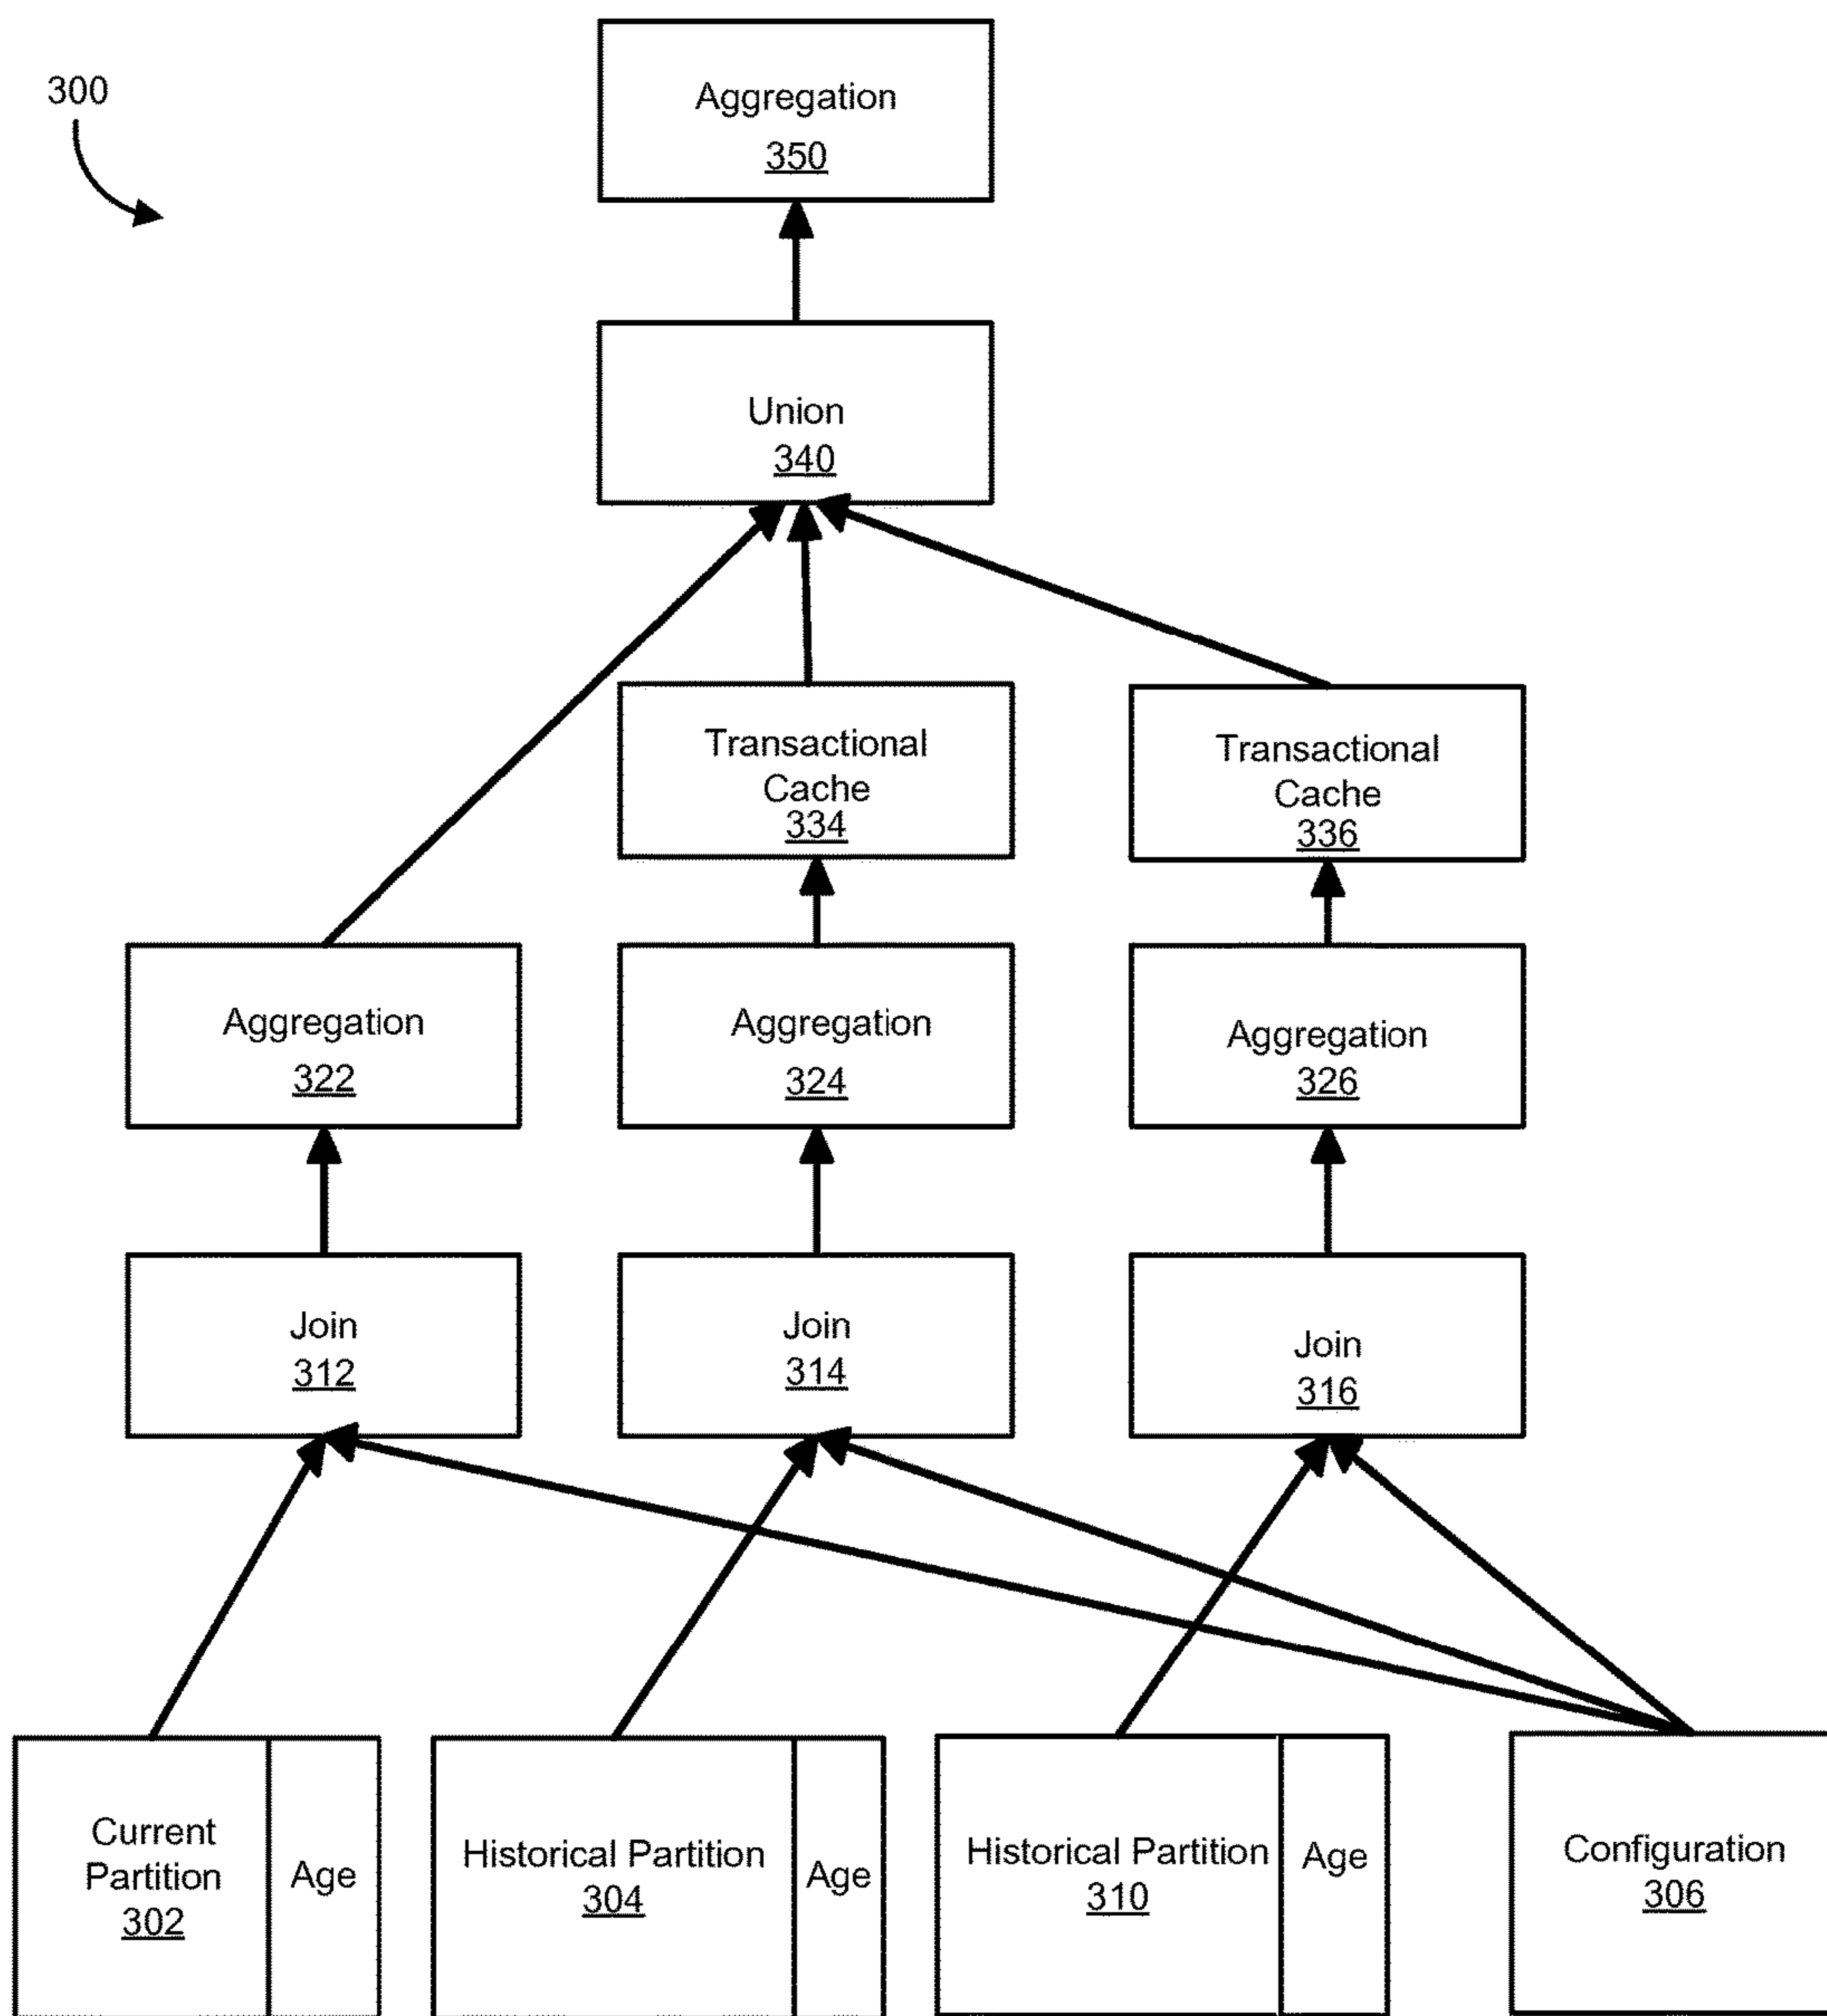 300
Aggregation
350
Union
340
Transactional
Cache
334
Transactional
Cache
336
Aggregation
322
Aggregation
324
Aggregation
326
Join
312
Join
314
Join
316
Current
Partition
302
Age
Historical Partition
304
Age
Historical Partition
310
Age
Configuration
306